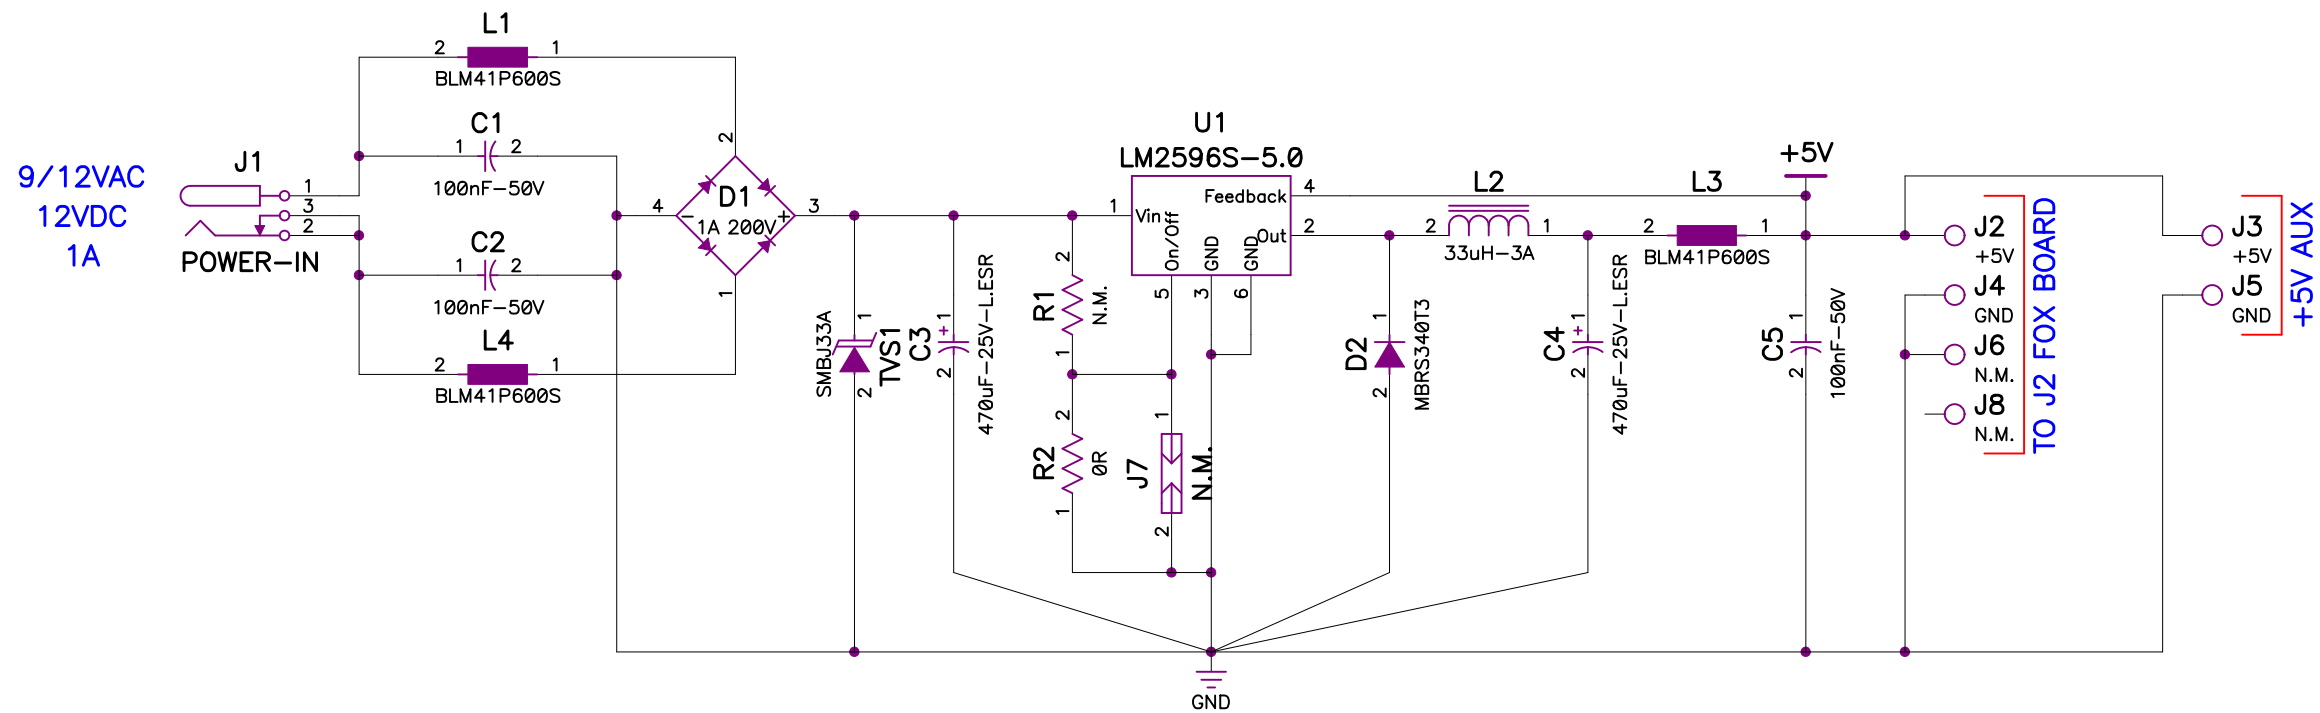 9/12VAC
12VDC
1A
J1
1
3
2
POWER-IN
L1
2
1
BLM41P600S
C1
1
2
100nF-50V
C2
1
2
100nF-50V
L4
2
1
BLM41P600S
2
4
-
D1
+
3
1A 200V
1
SMBJ33A
1
TVS1
2
C3
+
1
2
470uF-25V-L.ESR
2
R1
N.M.
1
2
R2
0R
1
U1
LM2596S-5.0
1
Vin
Feedback
4
Out
2
On/Off
GND
GND
5
3
6
1
J7
N.M.
2
D2
1
2
MBRS340T3
L2
2
1
33uH-3A
C4
+
1
2
470uF-25V-L.ESR
L3
2
1
BLM41P600S
+5V
C5
1
2
100nF-50V
GND
J2
+5V
J4
GND
J6
N.M.
J8
N.M.
TO J2 FOX BOARD
J3
+5V
J5
GND
+5V AUX